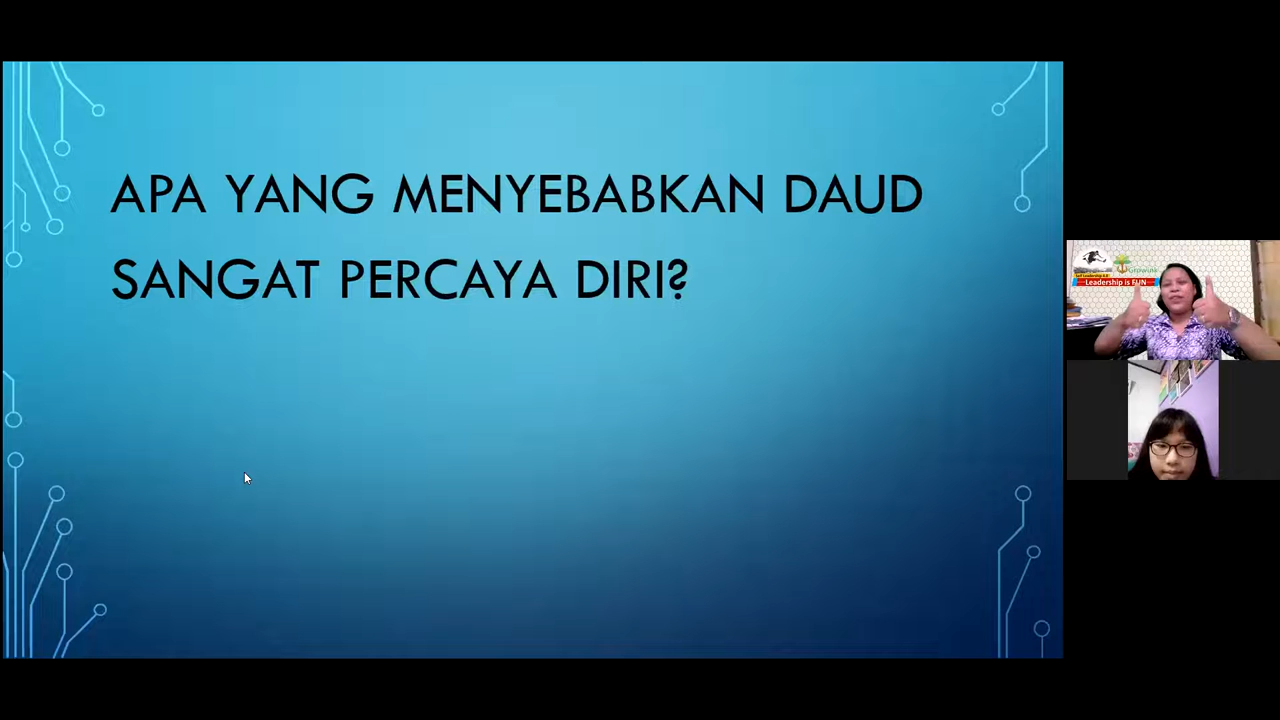 APA YANG MENYEBABKAN DAUD
SANGAT PERCAYA DIRI?
Leadership is FUN